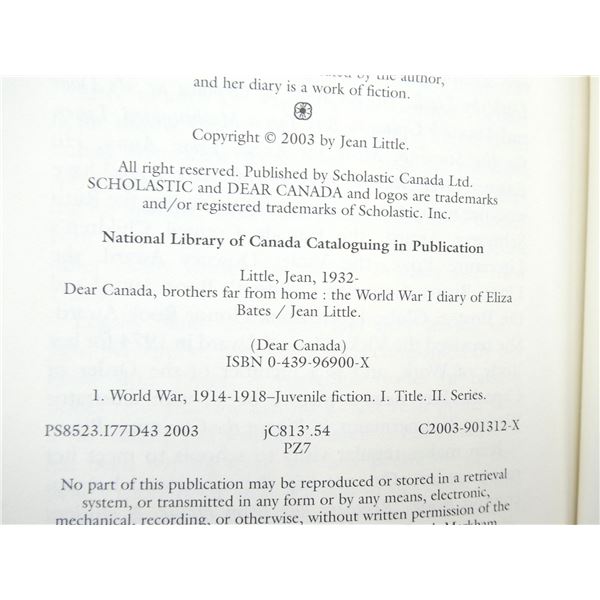 by the author,
and her diary is a work of fiction.
Copyright © 2003 by Jean Little.
All right reserved. Published by Scholastic Canada Ltd.
SCHOLASTIC and DEAR CANADA and logos are trademarks
and/or registered trademarks of Scholastic. Inc.
National Library of Canada Cataloguing in Publication
Little, Jean, 1932-
Dear Canada, brothers far from home : the World War I diary of Eliza
Bates / Jean Little.
(Dear Canada)
ISBN 0-439-96900-X
1. World War, 1914-1918–Juvenile fiction. I. Title. II. Series.
PS8523.I77D43 2003 jC813'.54 C2003-901312-X
PZ7
No part of this publication may be reproduced or stored in a retrieval
system, or transmitted in any form or by any means, electronic,
mechanical, recording, or otherwise, without written permission of the
Markham